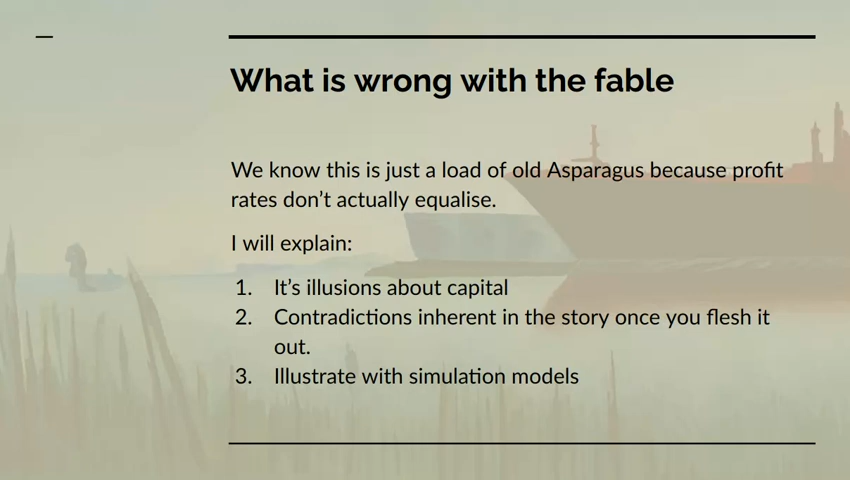 What is wrong with the fable
We know this is just a load of old Asparagus because profit
rates don’t actually equalise.
I will explain:
1. It’s illusions about capital
2. Contradictions inherent in the story once you flesh it
out.
3. Illustrate with simulation models